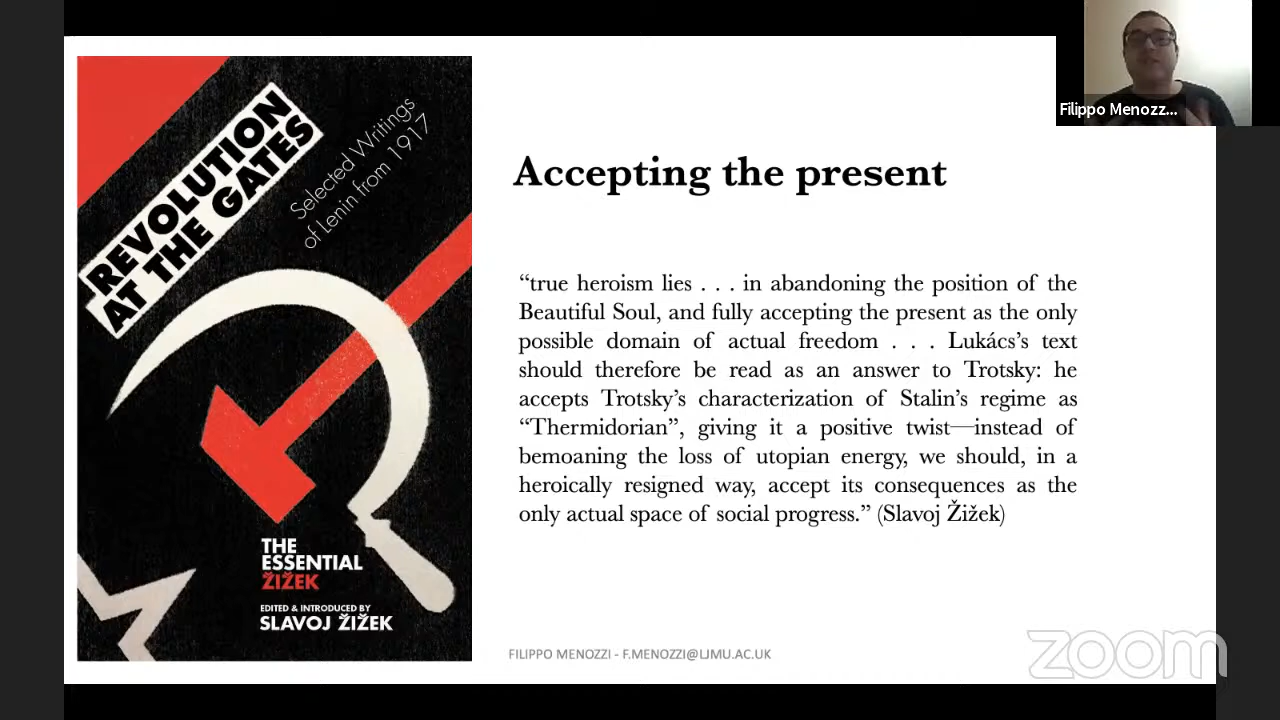 REVOLUTION
AT THE GATES
Selected Writings
of Lenin from 1917
THE
ESSENTIAL
ŽIŽEK
EDITED & INTRODUCED BY
SLAVOJ ŽIŽEK
Filippo Menozz...
Accepting the present
“true heroism lies . . . in abandoning the position of the
Beautiful Soul, and fully accepting the present as the only
possible domain of actual freedom . . . Lukács’s text
should therefore be read as an answer to Trotsky: he
accepts Trotsky’s characterization of Stalin’s regime as
“Thermidorian”, giving it a positive twist—instead of
bemoaning the loss of utopian energy, we should, in a
heroically resigned way, accept its consequences as the
only actual space of social progress.” (Slavoj Žižek)
FILIPPO MENOZZI - F.MENOZZI@LJMU.AC.UK
zoom